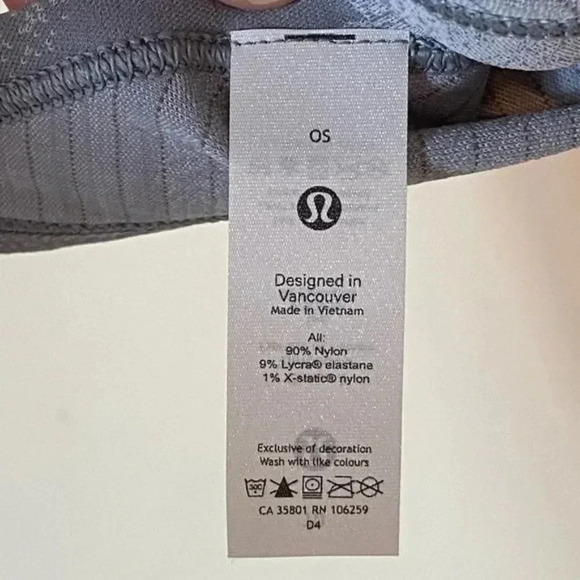 OS
Designed in
Vancouver
Made in Vietnam
All:
90% Nylon
9% Lycra® elastane
1% X-static® nylon
Exclusive of decoration
Wash with like colours
30C
CA 35801 RN 106259
D4